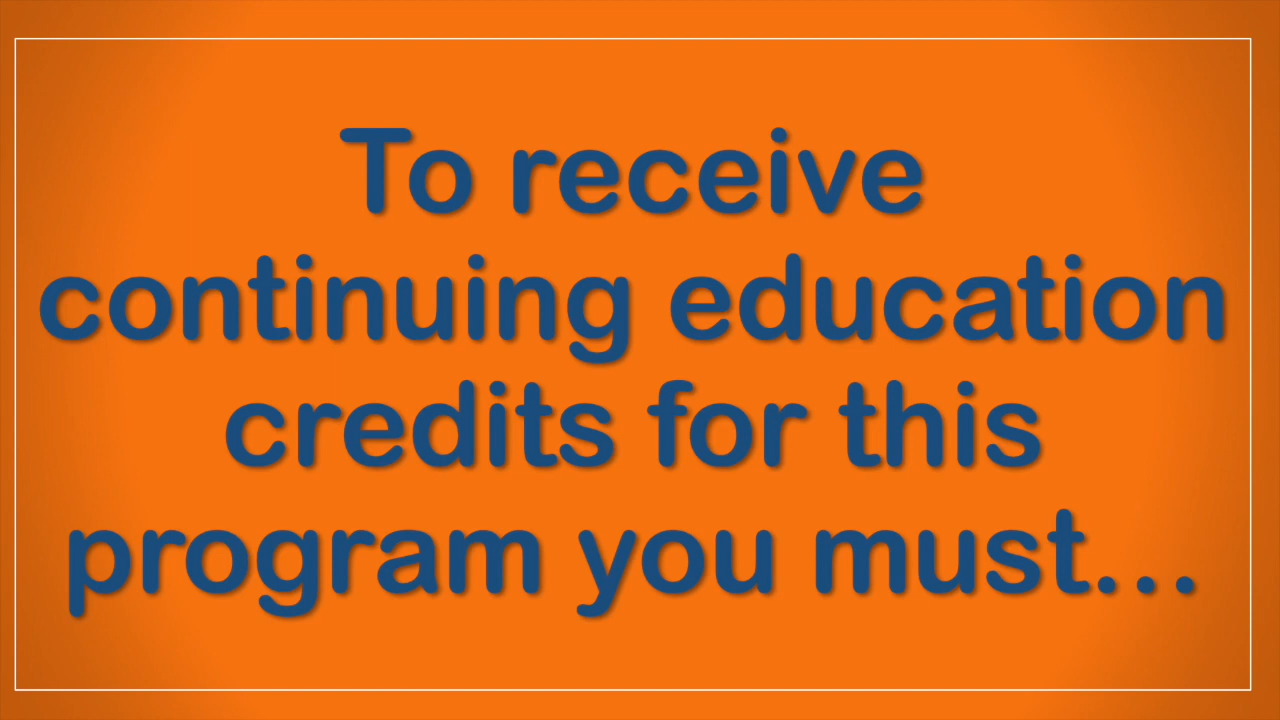 To receive
continuing education
credits for this
program you must...